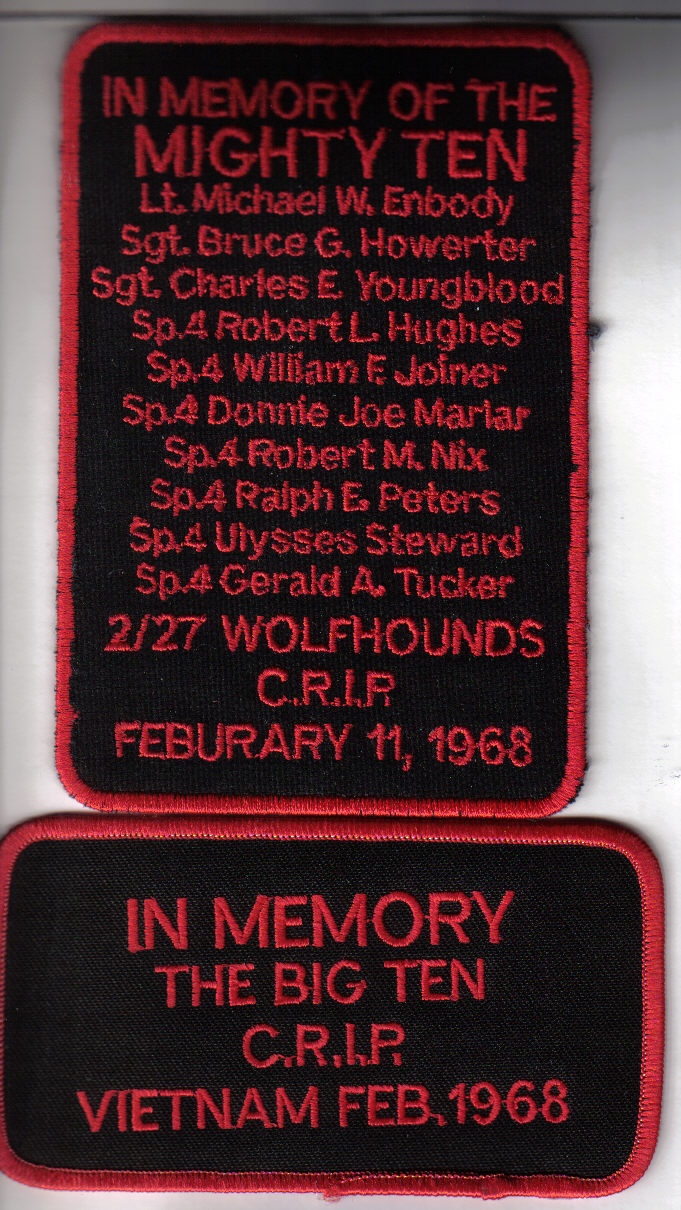 IN MEMORY OF THE
MIGHTY TEN
Lt. Michael W. Enbody
Sgt. Bruce G. Howerter
Sgt. Charles E. Youngblood
Sp.4 Robert L. Hughes
Sp.4 William F. Joiner
Sp.4 Donnie Joe Marlar
Sp.4 Robert M. Nix
Sp.4 Ralph E. Peters
Sp.4 Ulysses Steward
Sp.4 Gerald A. Tucker
2/27 WOLFHOUNDS
C.R.I.P.
FEBURARY 11, 1968
IN MEMORY
THE BIG TEN
C.R.I.P.
VIETNAM FEB. 1968